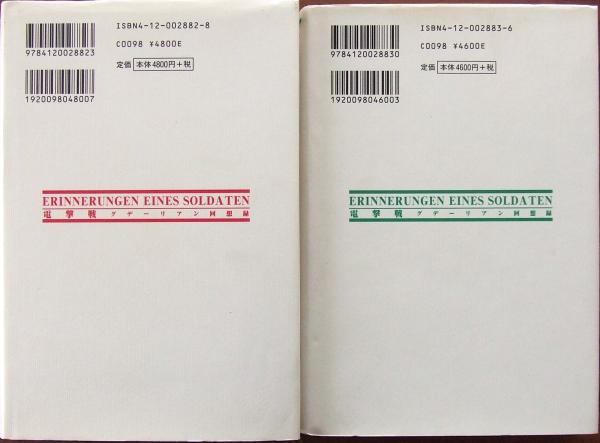 ISBN4-12-002882-8
9784120028823
C0098 ¥4800E
定価 本体4800円+税
1920098048007
ERINNERUNGEN EINES SOLDATEN
電撃戦 グデーリアン回想録
ISBN4-12-002883-6
9784120028830
C0098 ¥4600E
定価 本体4600円+税
1920098046003
ERINNERUNGEN EINES SOLDATEN
電撃戦 グデーリアン回想録